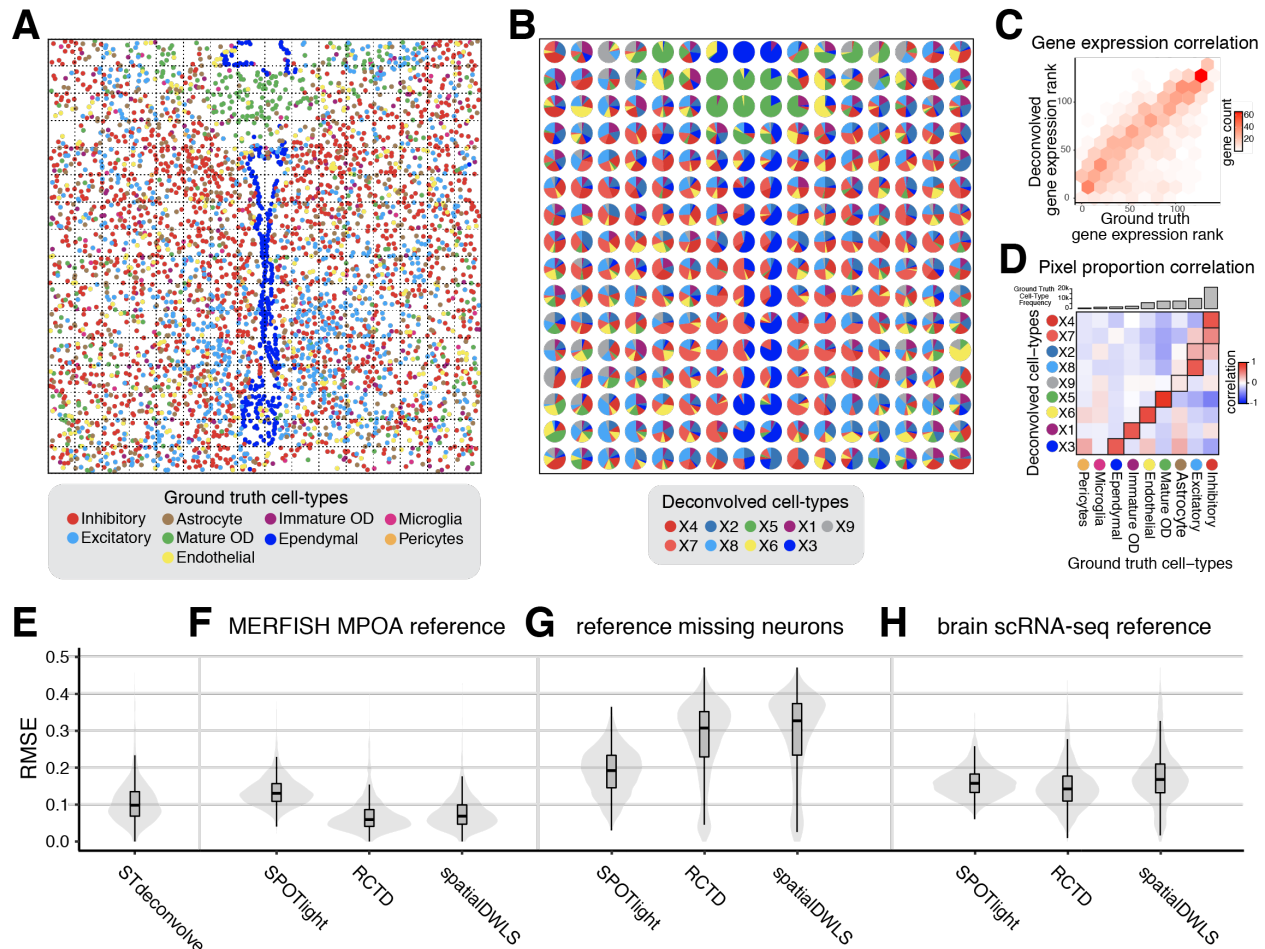 A
B
C
Gene expression correlation
Deconvolved
gene expression rank
100
50
0
0
50
100
Ground truth
gene expression rank
gene count
60
40
20
D
Pixel proportion correlation
Ground Truth
Cell-Type
Frequency
20k
10k
0
Deconvolved cell-types
X4
X7
X2
X8
X9
X5
X6
X1
X3
correlation
1
0
-1
Pericytes
Microglia
Ependymal
Immature OD
Endothelial
Mature OD
Astrocyte
Excitatory
Inhibitory
Ground truth cell-types
Ground truth cell-types
Inhibitory Astrocyte Immature OD Microglia
Excitatory Mature OD Ependymal Pericytes
Endothelial
Deconvolved cell-types
X4 X2 X5 X1 X9
X7 X8 X6 X3
E
F MERFISH MPOA reference
G reference missing neurons
H brain scRNA-seq reference
RMSE
0.5
0.4
0.3
0.2
0.1
0.0
STdeconvolve
SPOTlight
RCTD
spatialDWLS
SPOTlight
RCTD
spatialDWLS
SPOTlight
RCTD
spatialDWLS